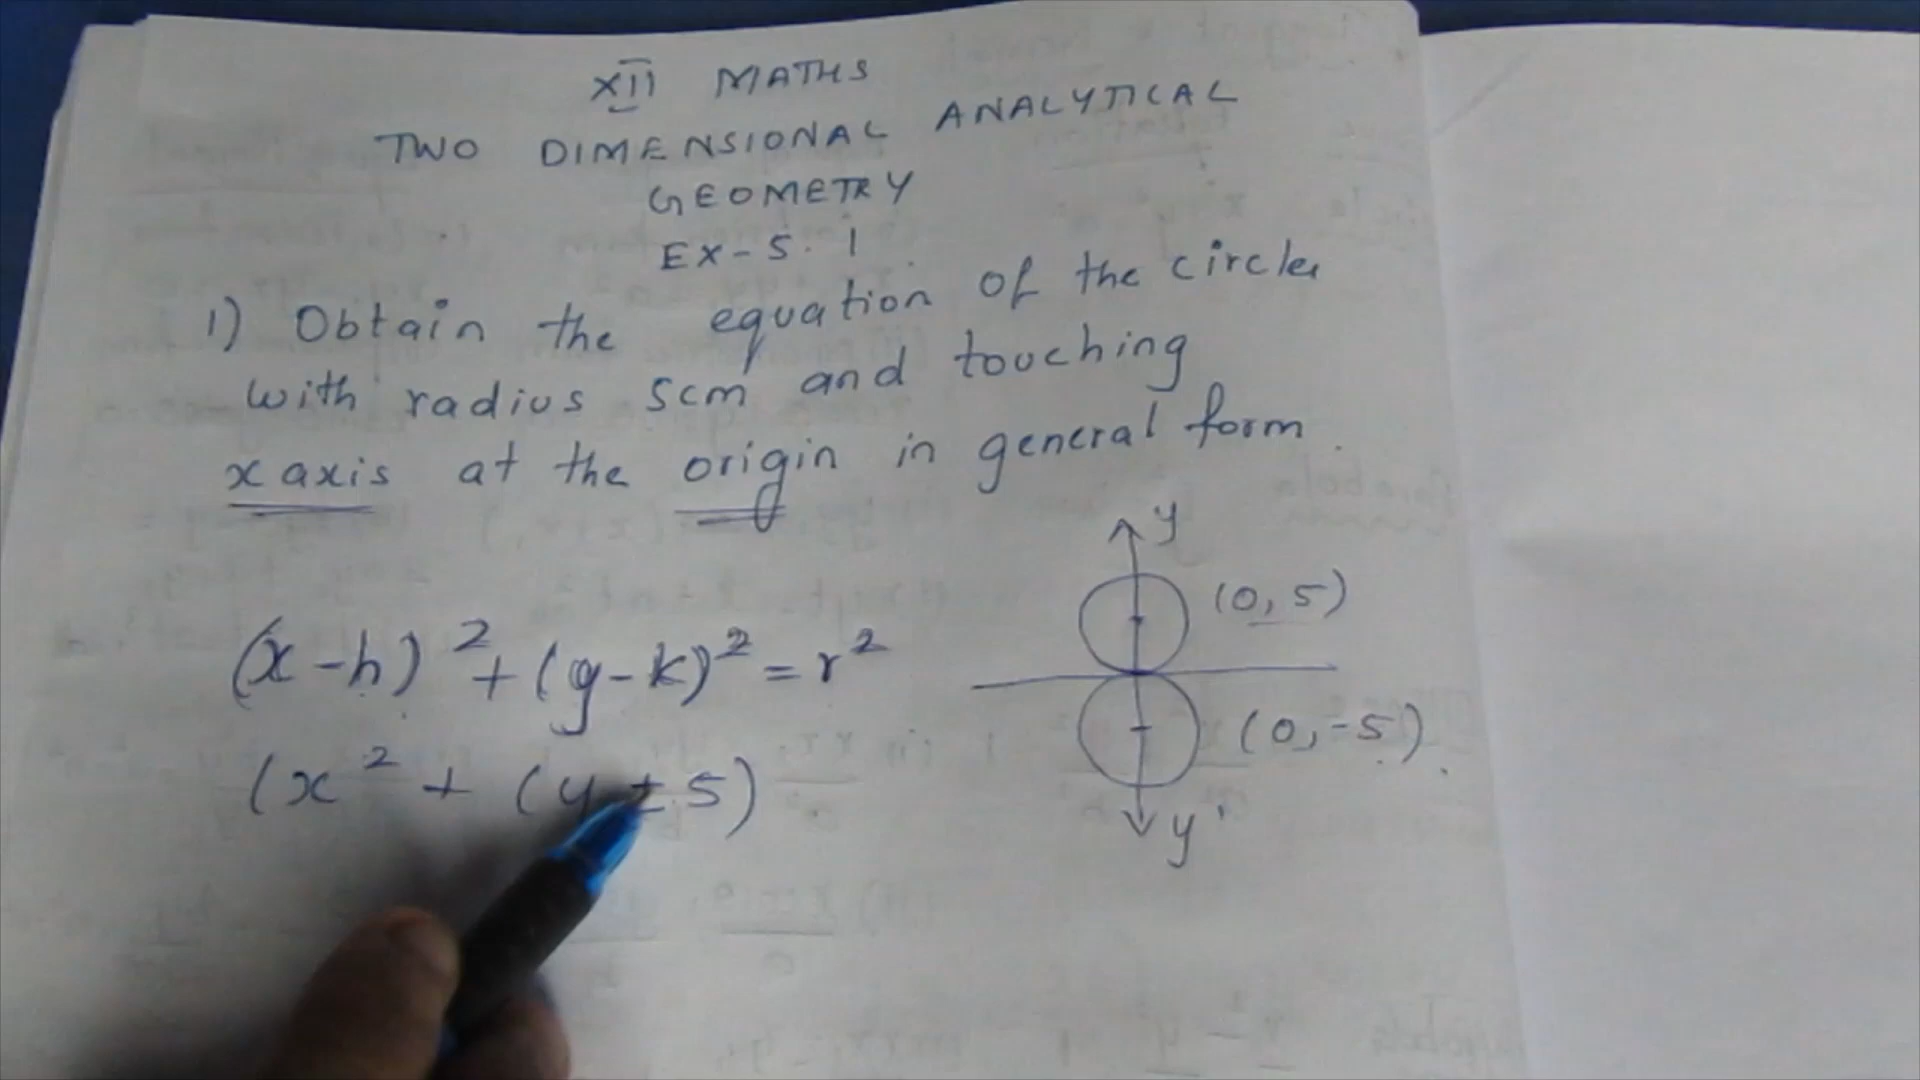 XII MATHS
TWO DIMENSIONAL ANALYTICAL
GEOMETRY
EX-5.1
1) Obtain the equation of the circles
with radius 5cm and touching
x axis at the origin in general form.
y
(0, 5)
(x-h)²+(y-k)²=r²
(0,-5).
(x²+(y±5)
y'